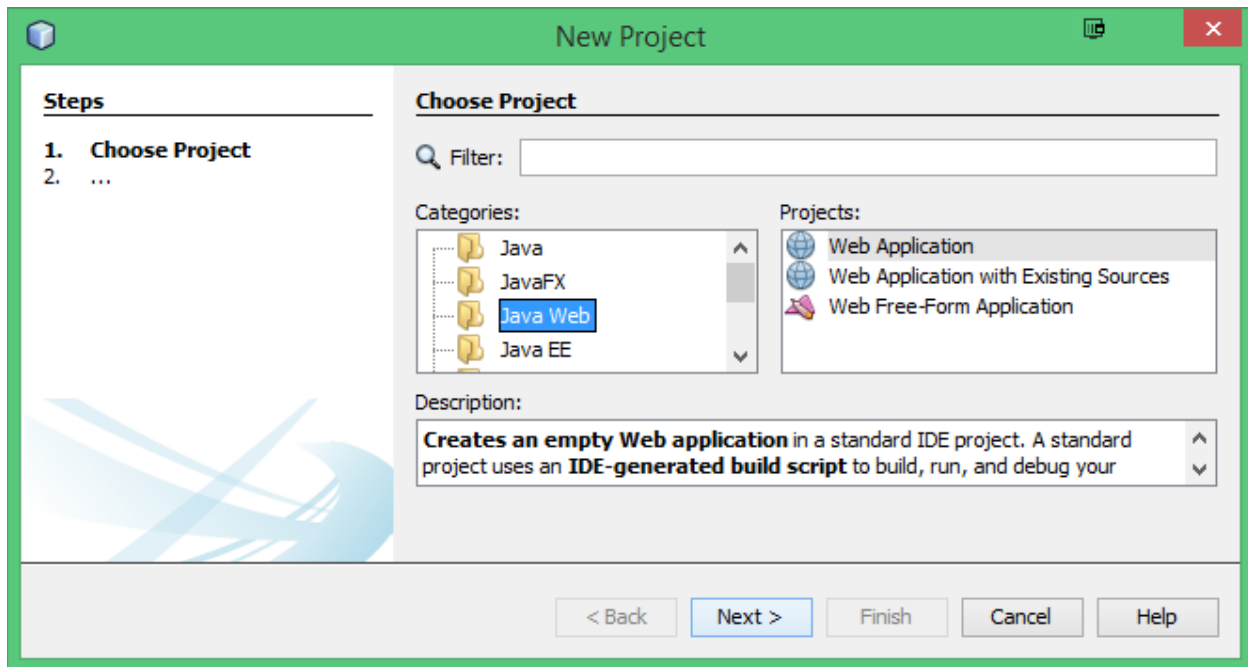 New Project
Steps
1. Choose Project
2. ...
Choose Project
Filter:
Categories:
Java
JavaFX
Java Web
Java EE
Projects:
Web Application
Web Application with Existing Sources
Web Free-Form Application
Description:
Creates an empty Web application in a standard IDE project. A standard
project uses an IDE-generated build script to build, run, and debug your
< Back Next > Finish Cancel Help